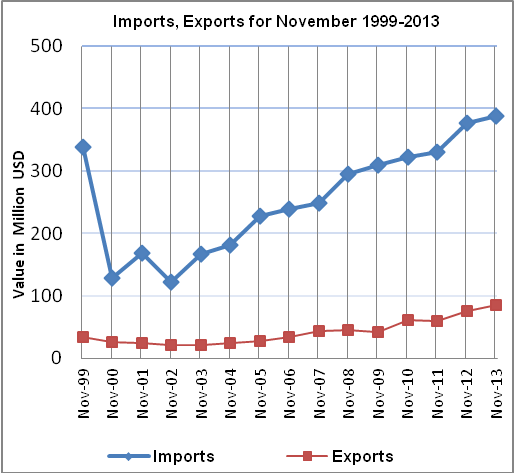 Imports, Exports for November 1999-2013
Value in Million USD
500
400
300
200
100
0
Nov-99
Nov-00
Nov-01
Nov-02
Nov-03
Nov-04
Nov-05
Nov-06
Nov-07
Nov-08
Nov-09
Nov-10
Nov-11
Nov-12
Nov-13
Imports Exports